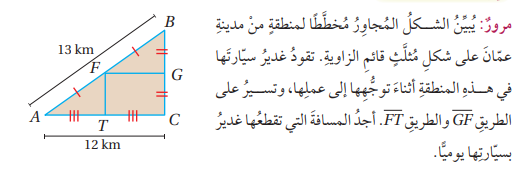 مرورٌ: يُبيِّنُ الشكلُ المُجاوِرُ مُخطَّطًا لمنطقةٍ منْ مدينةِ
عمّانَ على شكلِ مُثلَّثٍ قائمِ الزاويةِ. تقودُ غديرُ سيّارتَها
في هذهِ المنطقةِ أثناءَ توجُّهِها إلى عملِها، وتسيرُ على
الطريقِ GF والطريقِ FT. أجدُ المسافةَ التي تقطعُها غديرُ
بسيّارتِها يوميًّا.
B
13 km
F
G
A
T
C
12 km